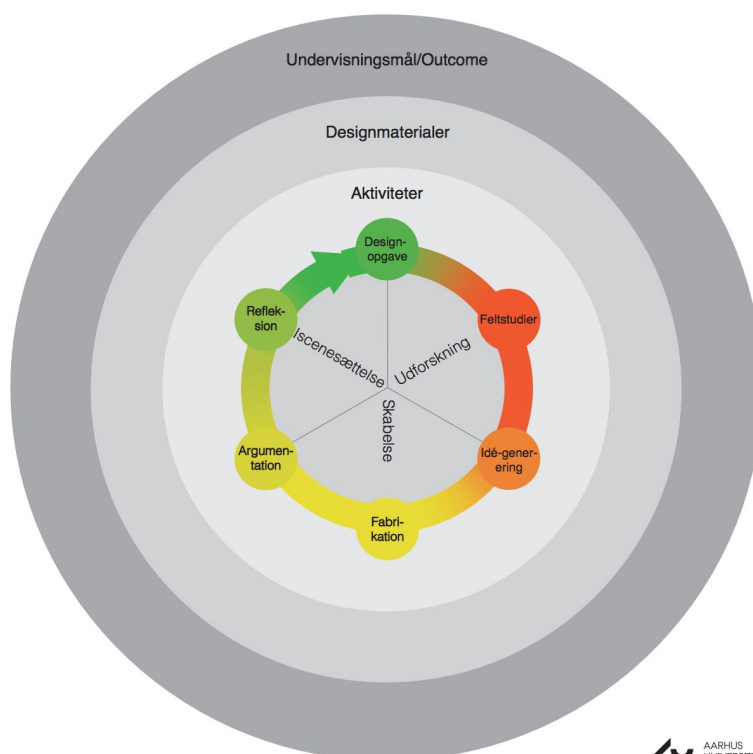 Undervisningsmål/Outcome
Designmaterialer
Aktiviteter
Design-
opgave
Reflek-
sion
Feltstudier
Iscenesættelse
Udforskning
Skabelse
Argumen-
tation
Idé-gener-
ering
Fabri-
kation
AARHUS